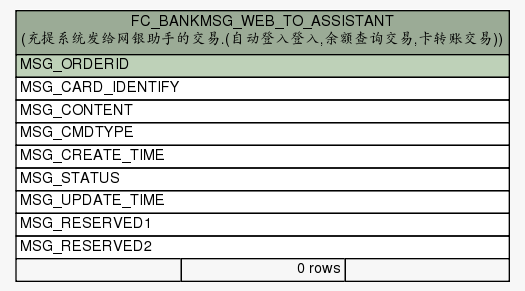 FC_BANKMSG_WEB_TO_ASSISTANT
(充提系统发给网银助手的交易.(自动登入登入,余额查询交易,卡转账交易))
MSG_ORDERID
MSG_CARD_IDENTIFY
MSG_CONTENT
MSG_CMDTYPE
MSG_CREATE_TIME
MSG_STATUS
MSG_UPDATE_TIME
MSG_RESERVED1
MSG_RESERVED2
0 rows